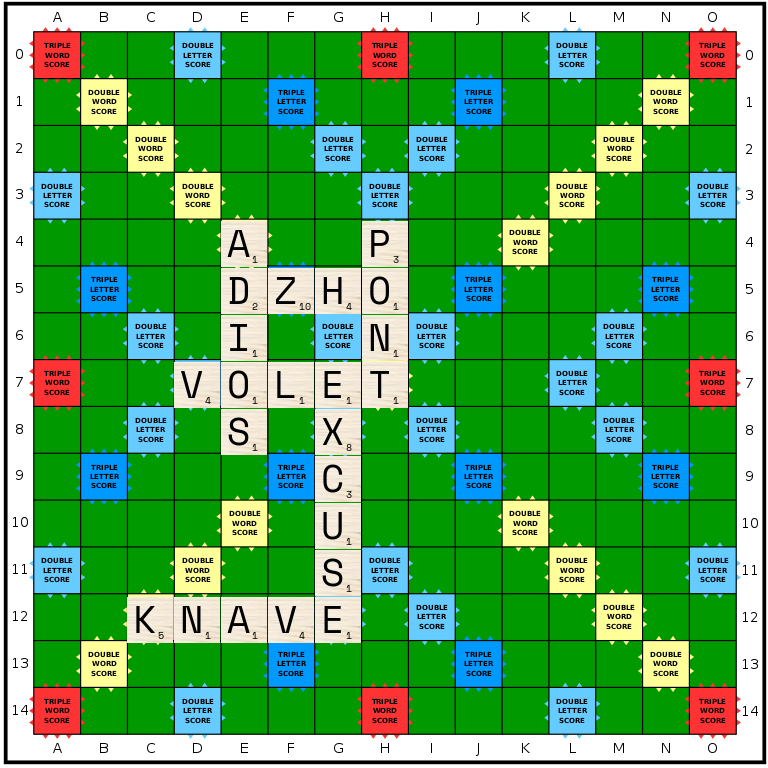 A B C D E F G H I J K L M N O
0 TRIPLE WORD SCORE DOUBLE LETTER SCORE TRIPLE WORD SCORE DOUBLE LETTER SCORE TRIPLE WORD SCORE 0
1 DOUBLE WORD SCORE TRIPLE LETTER SCORE TRIPLE LETTER SCORE DOUBLE WORD SCORE 1
2 DOUBLE WORD SCORE DOUBLE LETTER SCORE DOUBLE LETTER SCORE DOUBLE WORD SCORE 2
3 DOUBLE LETTER SCORE DOUBLE WORD SCORE DOUBLE LETTER SCORE DOUBLE WORD SCORE DOUBLE LETTER SCORE 3
4 A1 P3 DOUBLE WORD SCORE 4
5 TRIPLE LETTER SCORE D2 Z10 H4 O1 TRIPLE LETTER SCORE TRIPLE LETTER SCORE 5
6 DOUBLE LETTER SCORE I1 DOUBLE LETTER SCORE N1 DOUBLE LETTER SCORE DOUBLE LETTER SCORE 6
7 TRIPLE WORD SCORE V4 O1 L1 E1 T1 DOUBLE LETTER SCORE TRIPLE WORD SCORE 7
8 DOUBLE LETTER SCORE S1 X8 DOUBLE LETTER SCORE DOUBLE LETTER SCORE 8
9 TRIPLE LETTER SCORE TRIPLE LETTER SCORE C3 TRIPLE LETTER SCORE TRIPLE LETTER SCORE 9
10 DOUBLE WORD SCORE U1 DOUBLE WORD SCORE 10
11 DOUBLE LETTER SCORE DOUBLE WORD SCORE S1 DOUBLE LETTER SCORE DOUBLE WORD SCORE DOUBLE LETTER SCORE 11
12 K5 N1 A1 V4 E1 DOUBLE LETTER SCORE DOUBLE WORD SCORE 12
13 DOUBLE WORD SCORE TRIPLE LETTER SCORE TRIPLE LETTER SCORE DOUBLE WORD SCORE 13
14 TRIPLE WORD SCORE DOUBLE LETTER SCORE TRIPLE WORD SCORE DOUBLE LETTER SCORE TRIPLE WORD SCORE 14
A B C D E F G H I J K L M N O